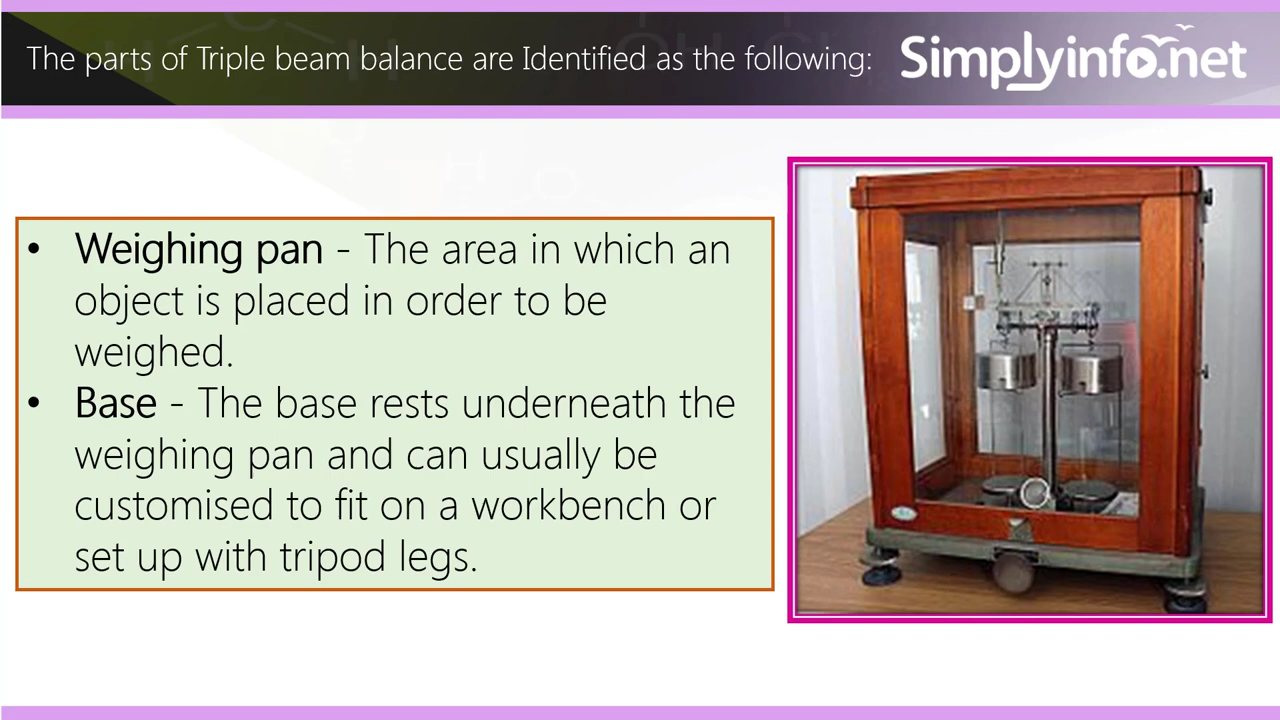 The parts of Triple beam balance are Identified as the following:
Simplyinfo.net
• Weighing pan - The area in which an
object is placed in order to be
weighed.
• Base - The base rests underneath the
weighing pan and can usually be
customised to fit on a workbench or
set up with tripod legs.